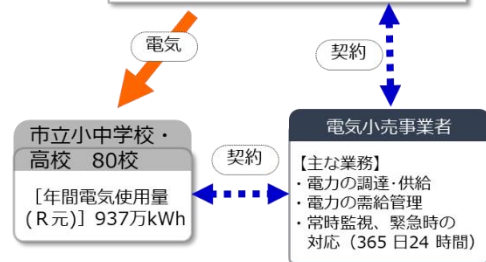 電気
契約
市立小中学校・
高校 80校
[年間電気使用量
(R元)] 937万kWh
契約
電気小売事業者
【主な業務】
・電力の調達・供給
・電力の需給管理
・常時監視、緊急時の
対応（365 日24 時間）